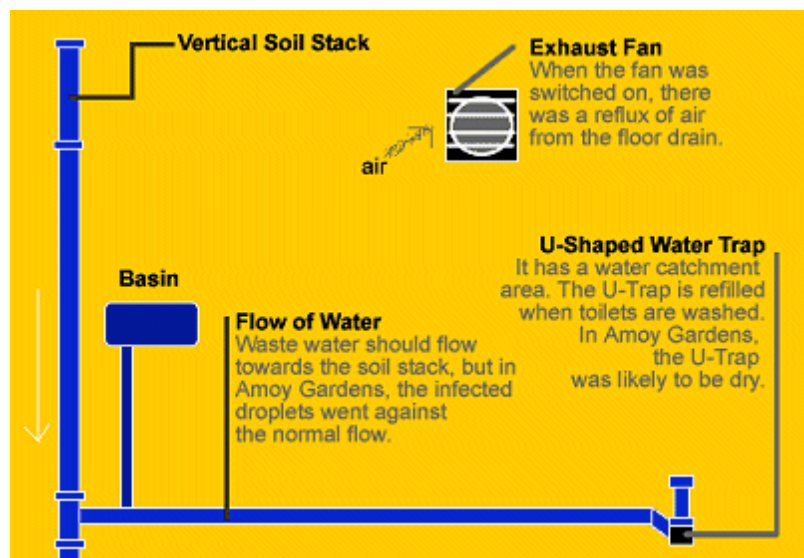 Vertical Soil Stack
Exhaust Fan
When the fan was
switched on, there
was a reflux of air
from the floor drain.
air
U-Shaped Water Trap
It has a water catchment
area. The U-Trap is refilled
when toilets are washed.
In Amoy Gardens,
the U-Trap
was likely to be dry.
Basin
Flow of Water
Waste water should flow
towards the soil stack, but in
Amoy Gardens, the infected
droplets went against
the normal flow.